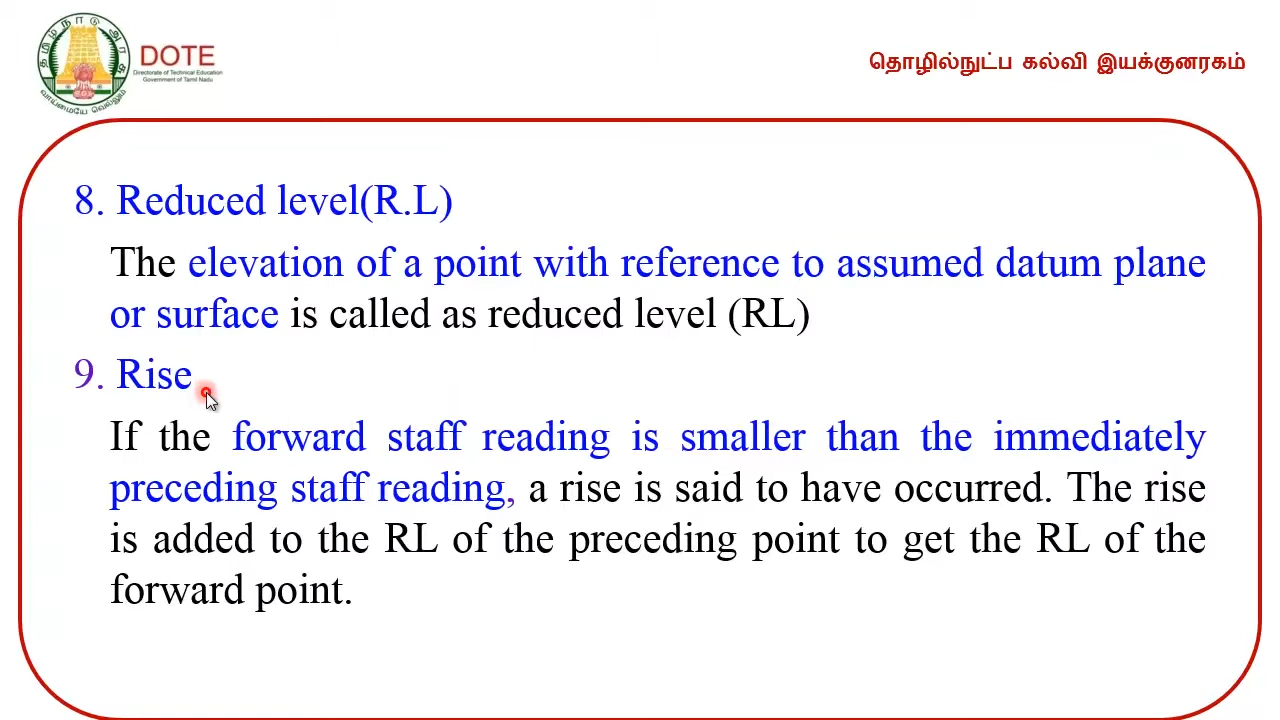 தமிழ்நாடு அரசு
வாய்மையே வெல்லும்
DOTE
Directorate of Technical Education
Government of Tamil Nadu
தொழில்நுட்ப கல்வி இயக்குனரகம்
8. Reduced level(R.L)
The elevation of a point with reference to assumed datum plane
or surface is called as reduced level (RL)
9. Rise
If the forward staff reading is smaller than the immediately
preceding staff reading, a rise is said to have occurred. The rise
is added to the RL of the preceding point to get the RL of the
forward point.